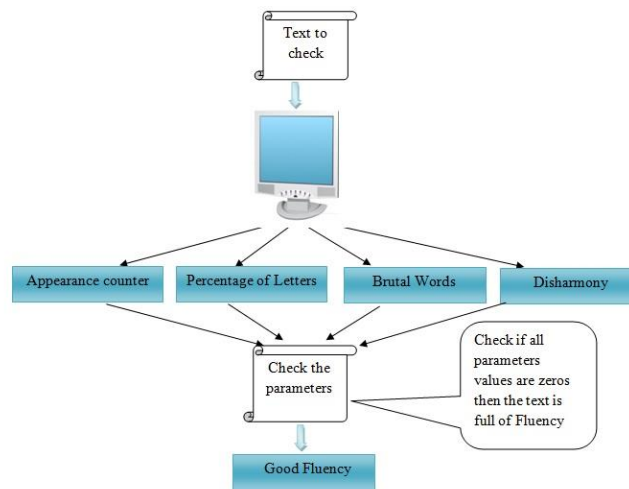 Text to
check
Appearance counter
Percentage of Letters
Brutal Words
Disharmony
Check the
parameters
Check if all
parameters
values are zeros
then the text is
full of Fluency
Good Fluency